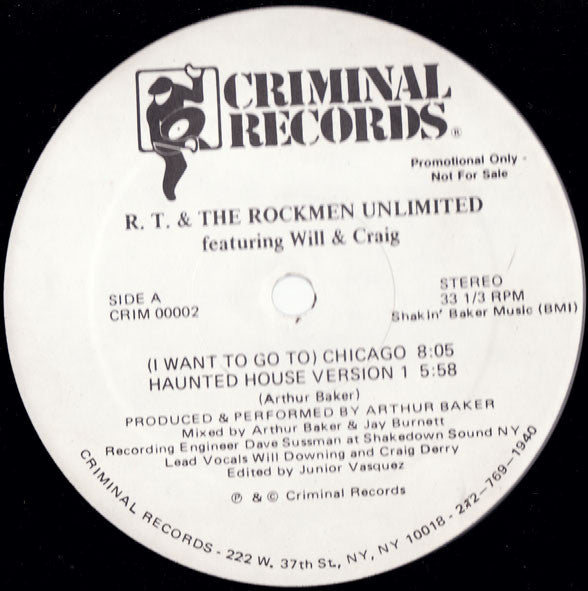 CRIMINAL
RECORDS®
Promotional Only -
Not For Sale
R. T. & THE ROCKMEN UNLIMITED
featuring Will & Craig
SIDE A
CRIM 00002
STEREO
33 1/3 RPM
Shakin' Baker Music (BMI)
(I WANT TO GO TO) CHICAGO 8:05
HAUNTED HOUSE VERSION 1 5:58
(Arthur Baker)
PRODUCED & PERFORMED BY ARTHUR BAKER
Mixed by Arthur Baker & Jay Burnett
Recording Engineer Dave Sussman at Shakedown Sound NY
Lead Vocals Will Downing and Craig Derry
Edited by Junior Vasquez
℗ & © Criminal Records
CRIMINAL RECORDS - 222 W. 37th St., NY, NY 10018 - 212-769-1940